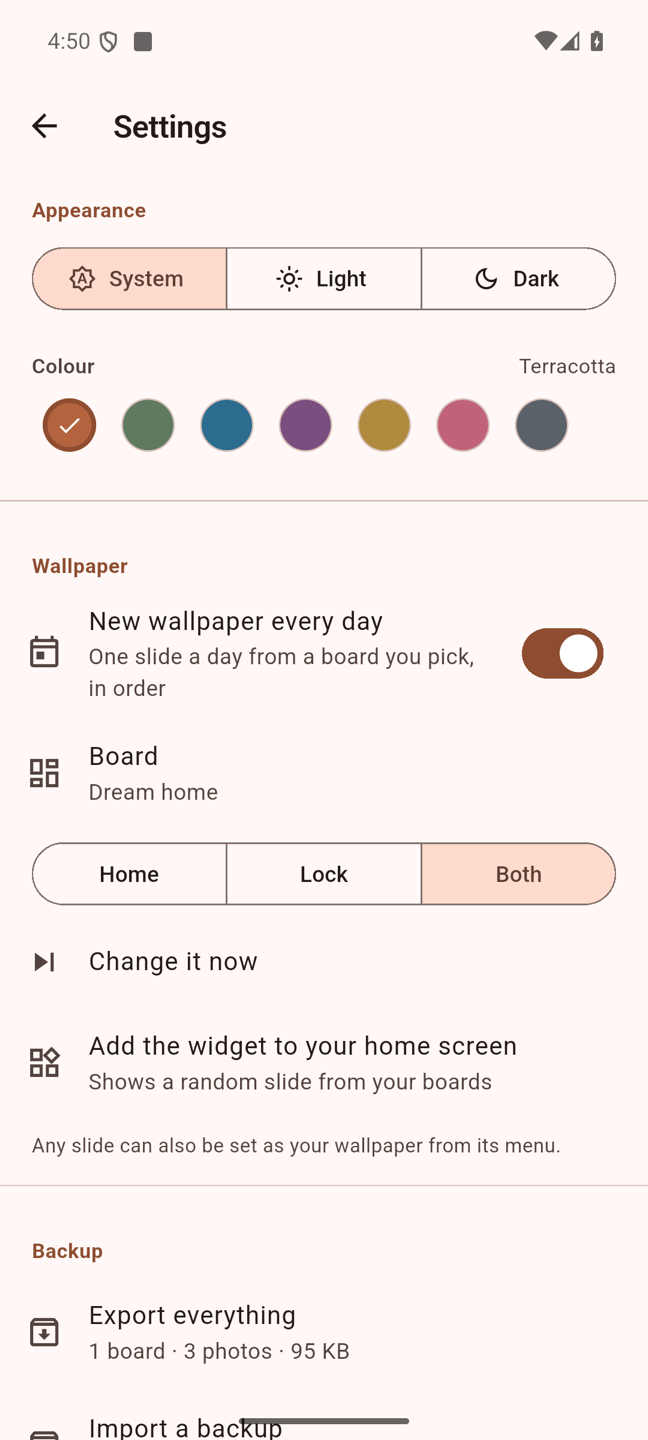 4:50
Settings
Appearance
System
Light
Dark
Colour
Terracotta
Wallpaper
New wallpaper every day
One slide a day from a board you pick,
in order
Board
Dream home
Home
Lock
Both
Change it now
Add the widget to your home screen
Shows a random slide from your boards
Any slide can also be set as your wallpaper from its menu.
Backup
Export everything
1 board · 3 photos · 95 KB
Import a backup